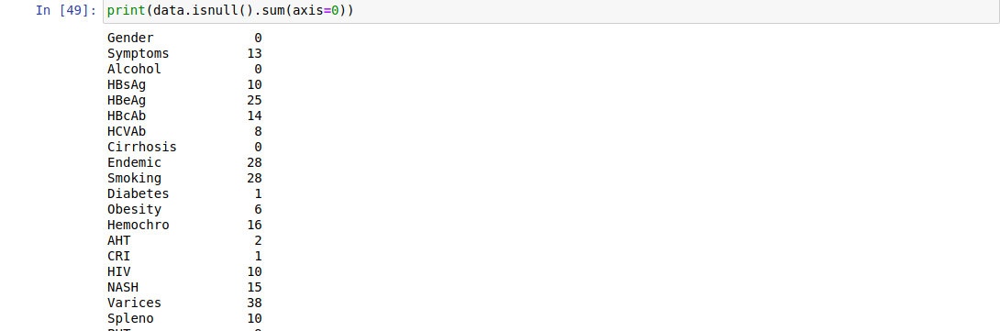 In [49]: print(data.isnull().sum(axis=0))
Gender 0
Symptoms 13
Alcohol 0
HBsAg 10
HBeAg 25
HBcAb 14
HCVAb 8
Cirrhosis 0
Endemic 28
Smoking 28
Diabetes 1
Obesity 6
Hemochro 16
AHT 2
CRI 1
HIV 10
NASH 15
Varices 38
Spleno 10